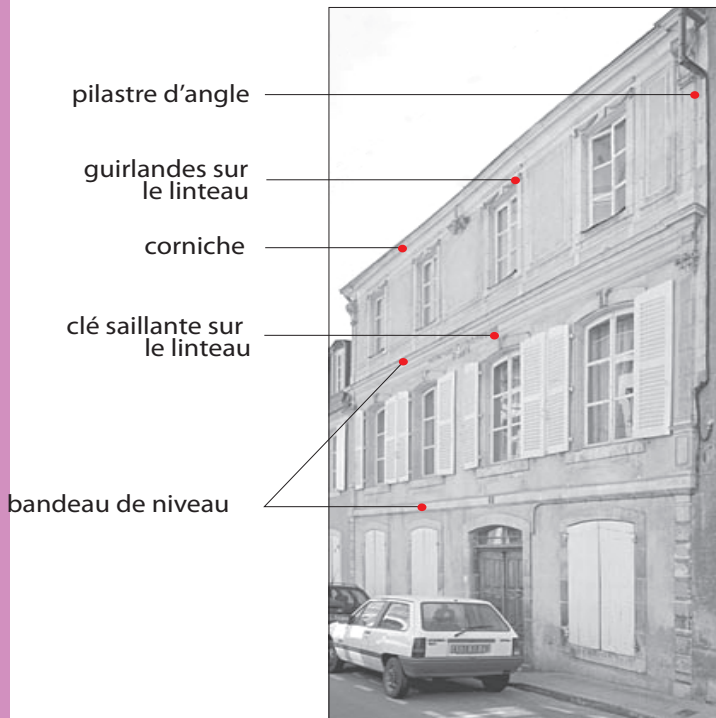 pilastre d’angle
guirlandes sur
le linteau
corniche
clé saillante sur
le linteau
bandeau de niveau